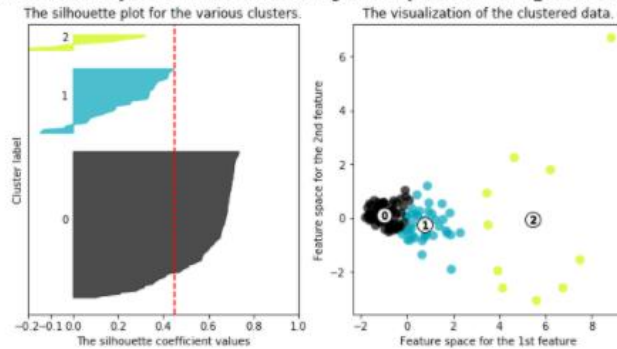 The silhouette plot for the various clusters.
2
1
0
Cluster label
-0.2-0.1 0.0 0.2 0.4 0.6 0.8 1.0
The silhouette coefficient values
The visualization of the clustered data.
6
4
2
0
-2
Feature space for the 2nd feature
0
1
2
-2 0 2 4 6 8
Feature space for the 1st feature